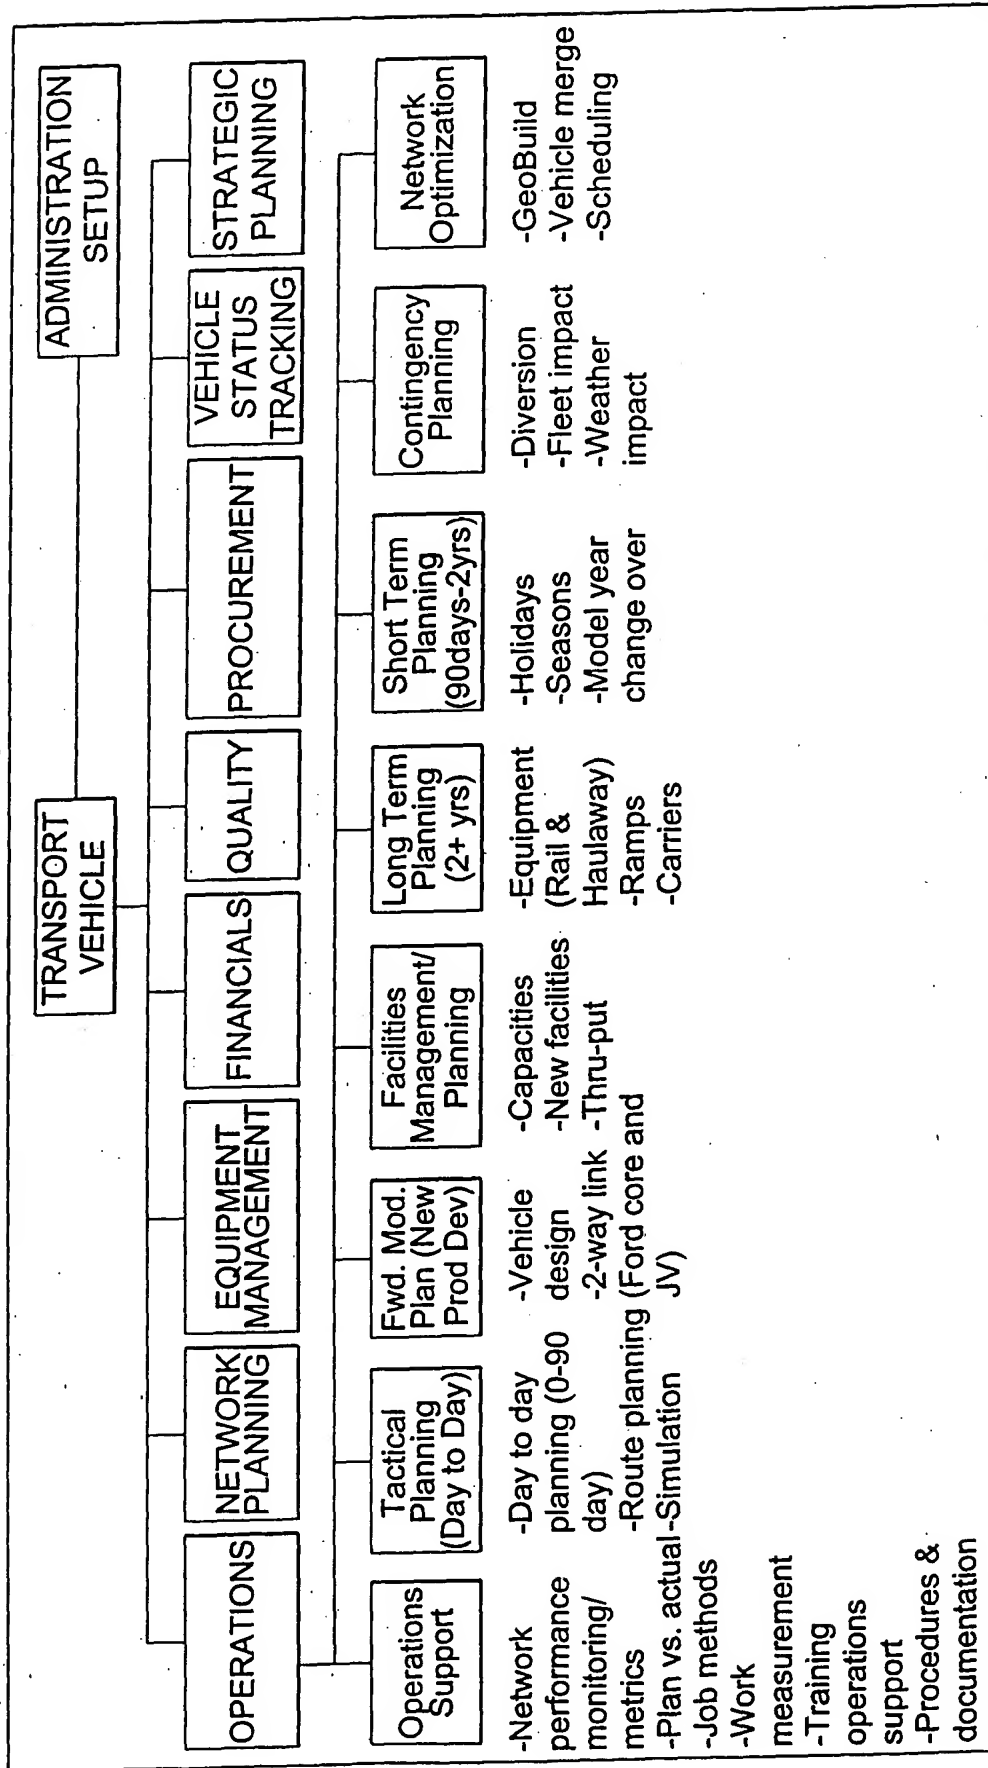 TRANSPORT
VEHICLE
ADMINISTRATION
SETUP
OPERATIONS
NETWORK
PLANNING
EQUIPMENT
MANAGEMENT
FINANCIALS
QUALITY
PROCUREMENT
VEHICLE
STATUS
TRACKING
STRATEGIC
PLANNING
Operations
Support
-Network
performance
monitoring/
metrics
-Plan vs. actual
-Job methods
-Work
measurement
-Training
operations
support
-Procedures &
documentation
Tactical
Planning
(Day to Day)
-Day to day
planning (0-90
day)
-Route planning (Ford core and
JV)
-Simulation
Fwd. Mod.
Plan (New
Prod Dev)
-Vehicle
design
-2-way link
Facilities
Management/
Planning
-Capacities
-New facilities
-Thru-put
Long Term
Planning
(2+ yrs)
-Equipment
(Rail &
Haulaway)
-Ramps
-Carriers
Short Term
Planning
(90days-2yrs)
-Holidays
-Seasons
-Model year
change over
Contingency
Planning
-Diversion
-Fleet impact
-Weather
impact
Network
Optimization
-GeoBuild
-Vehicle merge
-Scheduling